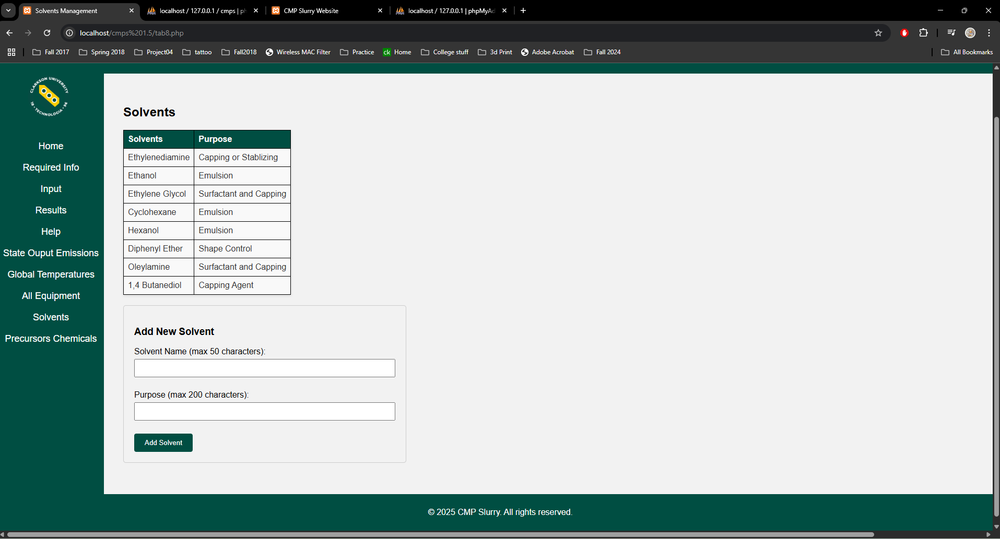 Solvents Management
localhost / 127.0.0.1 / cmps | ph
CMP Slurry Website
localhost / 127.0.0.1 | phpMyAd
localhost/cmps%201.5/tab8.php
Fall 2017
Spring 2018
Project04
tattoo
Fall2018
Wireless MAC Filter
Practice
ck Home
College stuff
3d Print
Adobe Acrobat
Fall 2024
All Bookmarks
CLARKSON UNIVERSITY
18 • TECHNOLOGIA • 96
Home
Required Info
Input
Results
Help
State Ouput Emissions
Global Temperatures
All Equipment
Solvents
Precursors Chemicals
Solvents
Solvents Purpose
Ethylenediamine Capping or Stablizing
Ethanol Emulsion
Ethylene Glycol Surfactant and Capping
Cyclohexane Emulsion
Hexanol Emulsion
Diphenyl Ether Shape Control
Oleylamine Surfactant and Capping
1,4 Butanediol Capping Agent
Add New Solvent
Solvent Name (max 50 characters):
Purpose (max 200 characters):
Add Solvent
© 2025 CMP Slurry. All rights reserved.